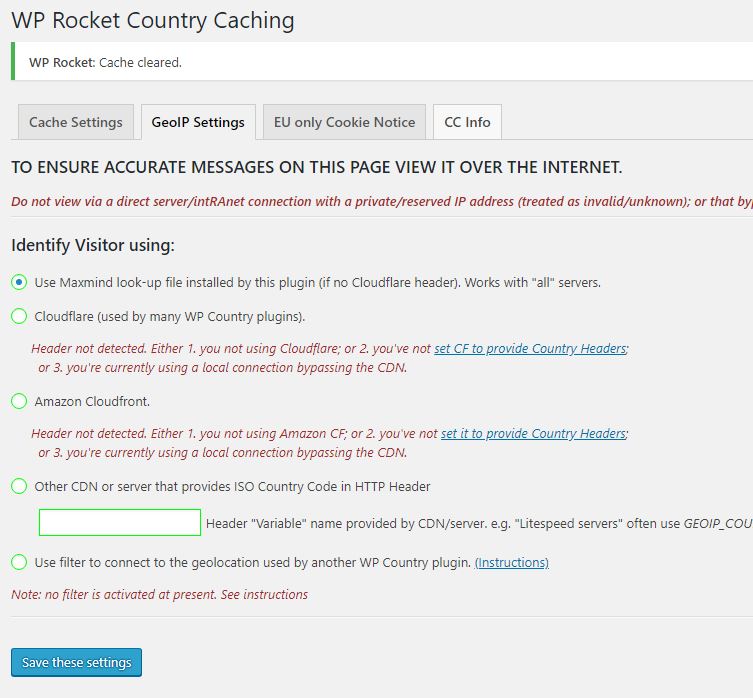 WP Rocket Country Caching
WP Rocket: Cache cleared.
Cache Settings
GeoIP Settings
EU only Cookie Notice
CC Info
TO ENSURE ACCURATE MESSAGES ON THIS PAGE VIEW IT OVER THE INTERNET.
Do not view via a direct server/intRAnet connection with a private/reserved IP address (treated as invalid/unknown); or that
Identify Visitor using:
Use Maxmind look-up file installed by this plugin (if no Cloudflare header). Works with "all" servers.
Cloudflare (used by many WP Country plugins).
Header not detected. Either 1. you not using Cloudflare; or 2. you've not set CF to provide Country Headers;
or 3. you're currently using a local connection bypassing the CDN.
Amazon Cloudfront.
Header not detected. Either 1. you not using Amazon CF; or 2. you've not set it to provide Country Headers;
or 3. you're currently using a local connection bypassing the CDN.
Other CDN or server that provides ISO Country Code in HTTP Header
Header "Variable" name provided by CDN/server. e.g. "Litespeed servers" often use GEOIP_COU
Use filter to connect to the geolocation used by another WP Country plugin. (Instructions)
Note: no filter is activated at present. See instructions
Save these settings